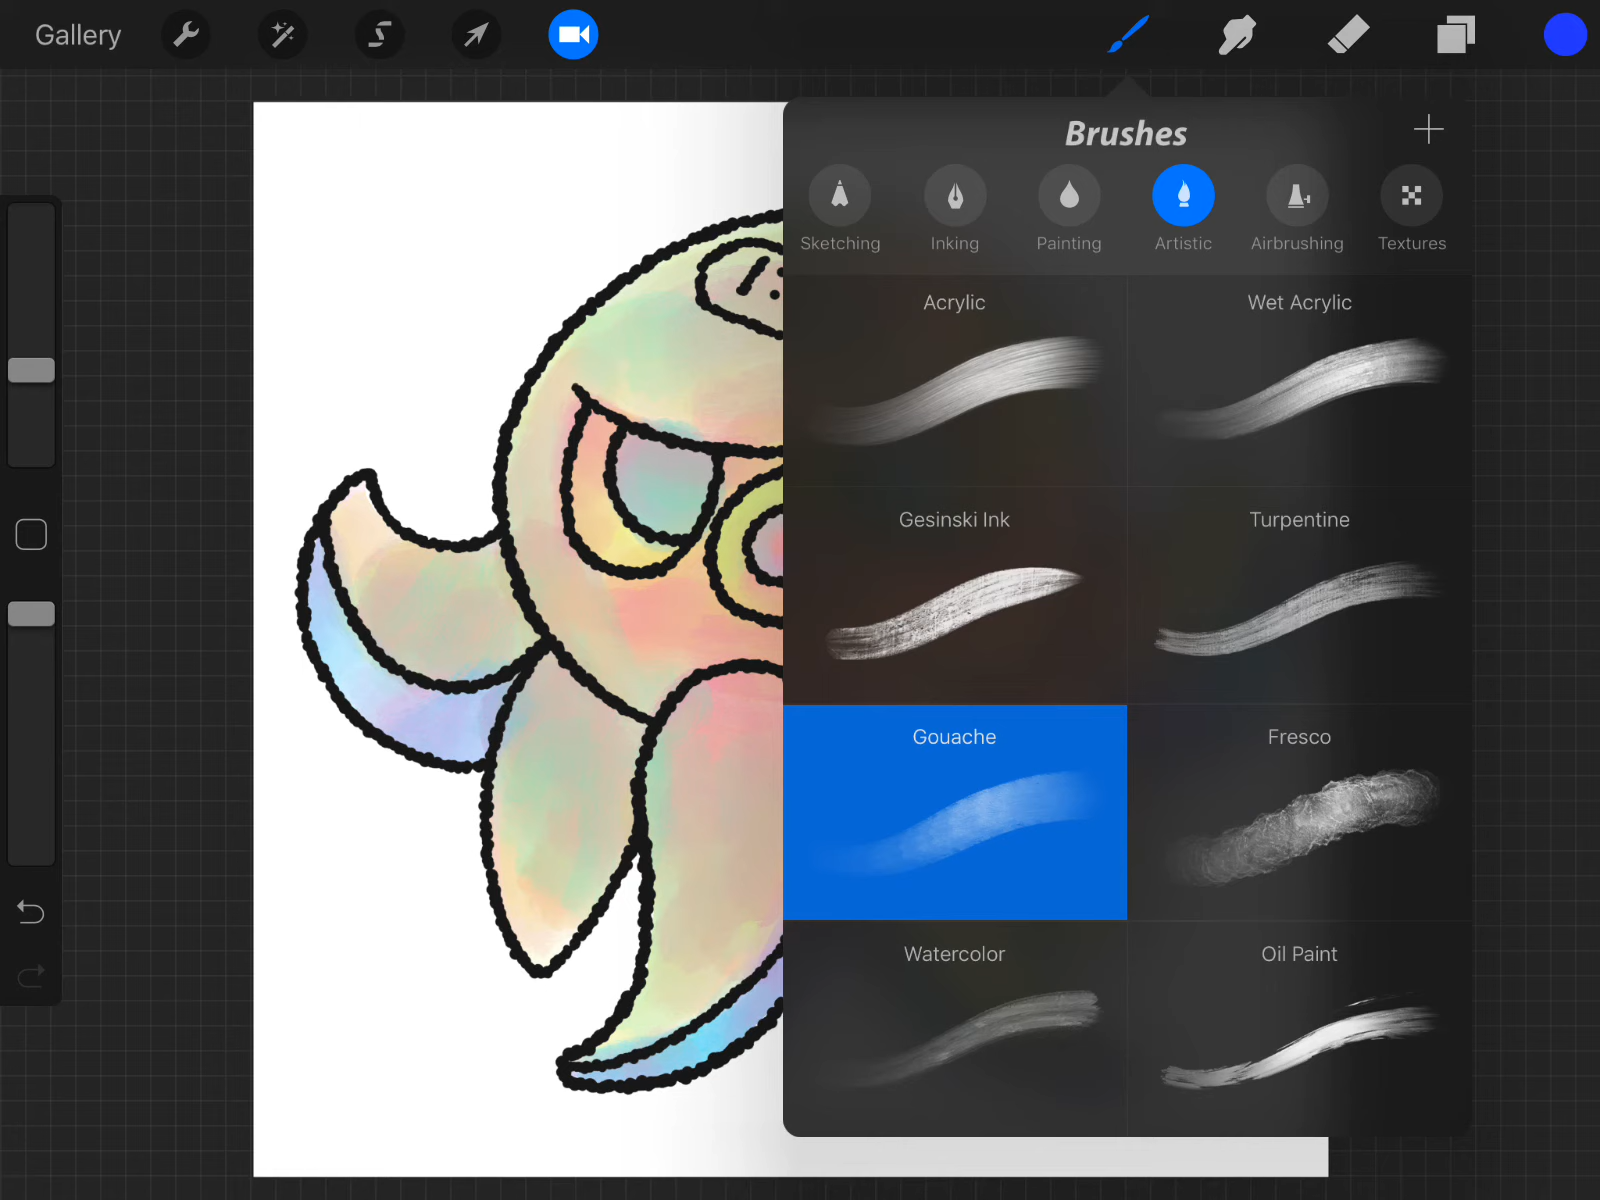 Gallery
Brushes
Sketching
Inking
Painting
Artistic
Airbrushing
Textures
Acrylic
Wet Acrylic
Gesinski Ink
Turpentine
Gouache
Fresco
Watercolor
Oil Paint